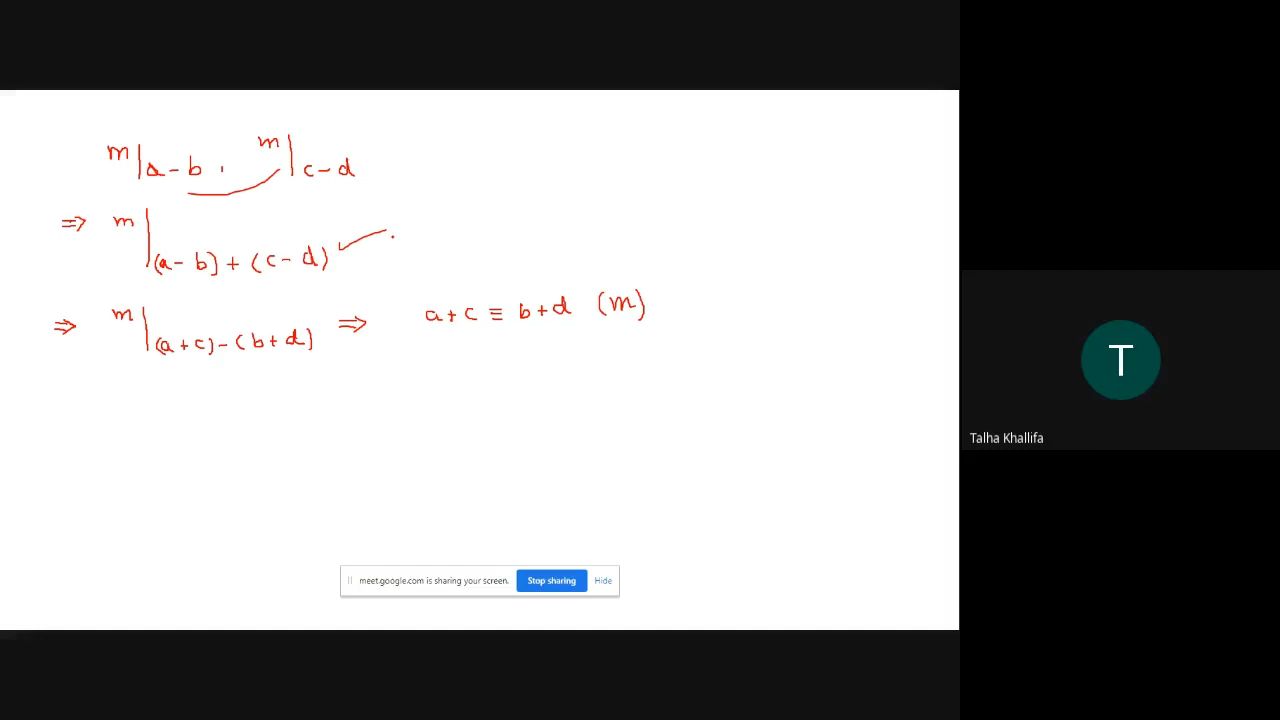 m | a - b , m | c - d
⇒ m | (a - b) + (c - d)
⇒ m | (a + c) - (b + d) ⇒ a + c ≡ b + d (m)
T
Talha Khallifa
meet.google.com is sharing your screen. Stop sharing Hide